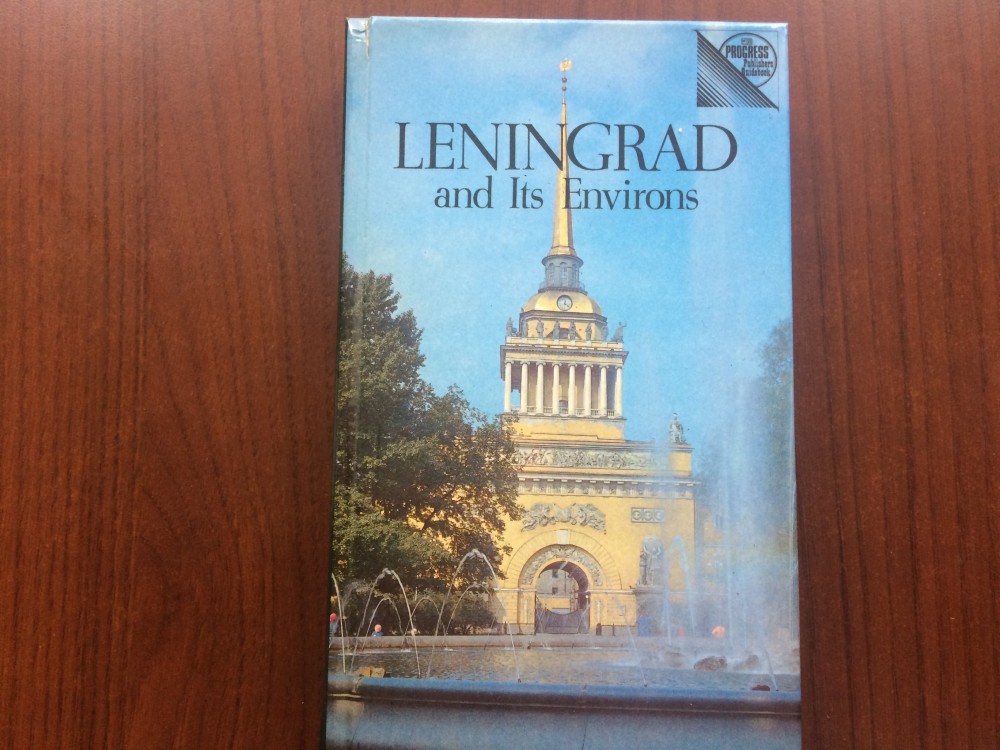 PROGRESS
Publishers
Guidebook
LENINGRAD
and Its Environs